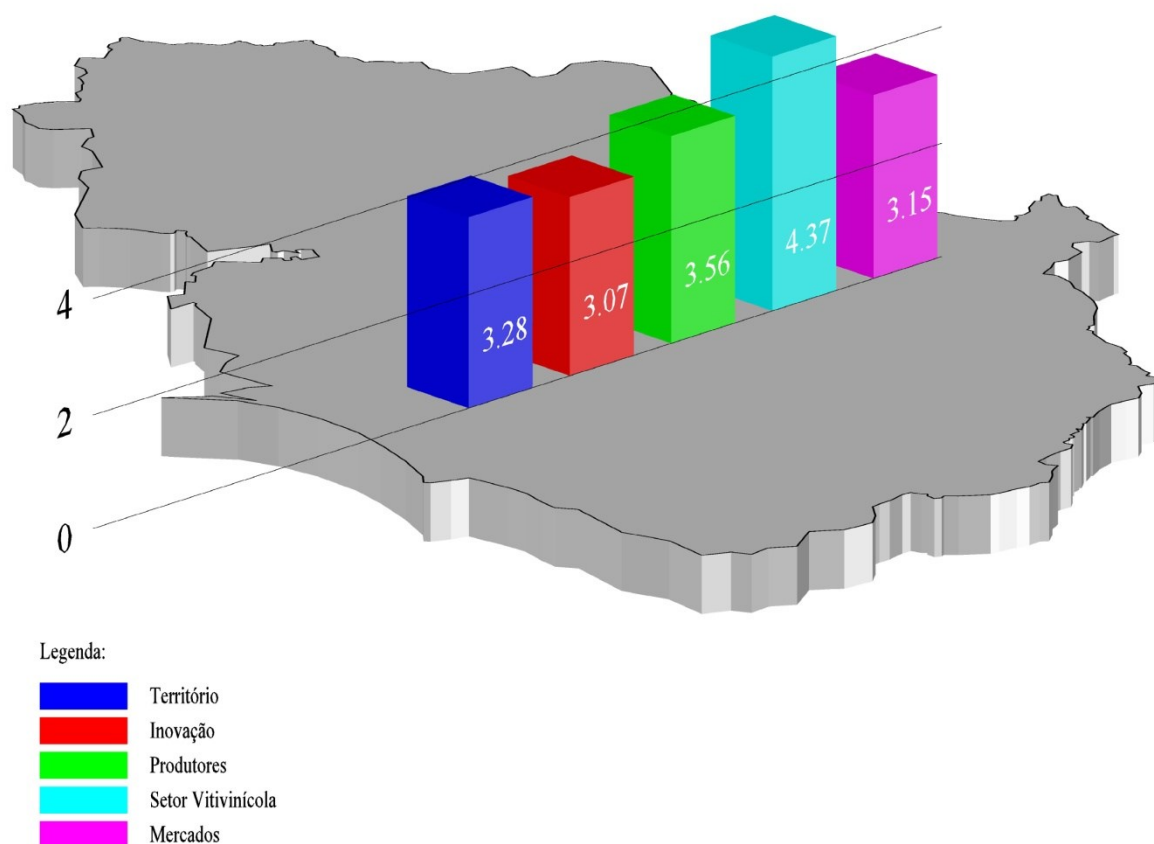 4.37
3.15
3.56
3.07
3.28
4
2
0
Legenda:
Território
Inovação
Produtores
Setor Vitivinícola
Mercados